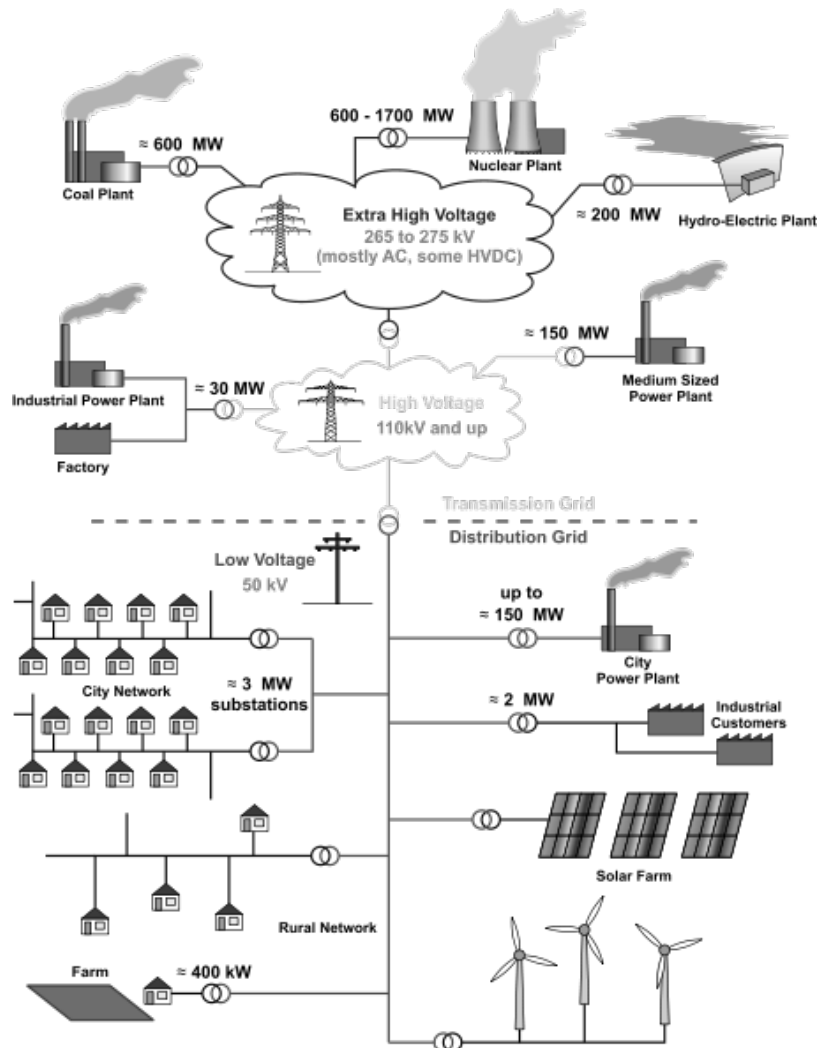 600 - 1700 MW
≈ 600 MW
Nuclear Plant
Coal Plant
Extra High Voltage
265 to 275 kV
(mostly AC, some HVDC)
≈ 200 MW
Hydro-Electric Plant
≈ 150 MW
Medium Sized
Power Plant
≈ 30 MW
Industrial Power Plant
High Voltage
110kV and up
Factory
Transmission Grid
Distribution Grid
Low Voltage
50 kV
up to
≈ 150 MW
City
Power Plant
City Network
≈ 3 MW
substations
≈ 2 MW
Industrial
Customers
Solar Farm
Rural Network
Farm
≈ 400 kW